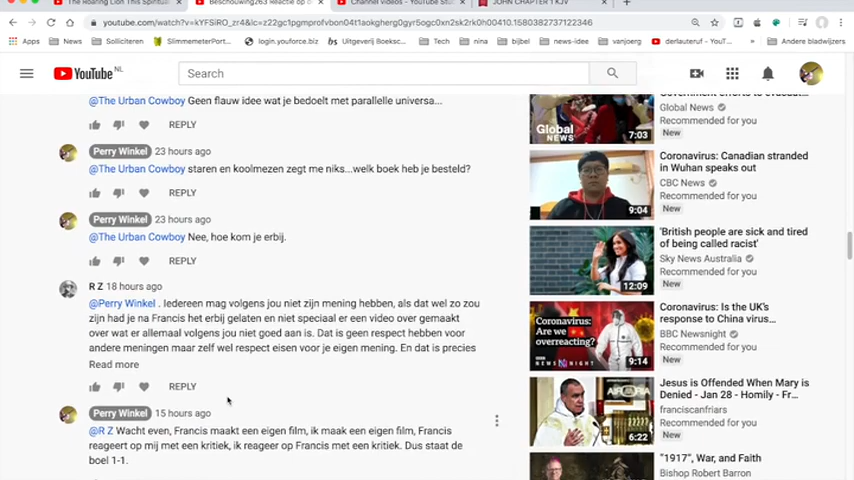 The Roaring Lion This Spiritu
Beschouwing263 Reactie op b
Channel videos - YouTube Stu
JOHN CHAPTER 1 KJV
youtube.com/watch?v=kYFSiRO_zr4&lc=z22gc1pgmprofvbon04t1aokgherg0gyr5ogc0xn2sk2rk0h00410.1580382737122346
Apps
News
Solliciteren
SlimmemeterPort...
login.youforce.biz
Uitgeverij Boeksc...
Tech
nina
bijbel
news-idee
vanjoerg
derlauteruf - YouT...
Andere bladwijzers
YouTube NL
Search
@The Urban Cowboy Geen flauw idee wat je bedoelt met parallelle universa...
REPLY
Perry Winkel 23 hours ago
@The Urban Cowboy staren en koolmezen zegt me niks...welk boek heb je besteld?
REPLY
Perry Winkel 23 hours ago
@The Urban Cowboy Nee, hoe kom je erbij.
REPLY
R Z 18 hours ago
@Perry Winkel . Iedereen mag volgens jou niet zijn mening hebben, als dat wel zo zou
zijn had je na Francis het erbij gelaten en niet speciaal er een video over gemaakt
over wat er allemaal volgens jou niet goed aan is. Dat is geen respect hebben voor
andere meningen maar zelf wel respect eisen voor je eigen mening. En dat is precies
Read more
REPLY
Perry Winkel 15 hours ago
@R Z Wacht even, Francis maakt een eigen film, ik maak een eigen film, Francis
reageert op mij met een kritiek, ik reageer op Francis met een kritiek. Dus staat de
boel 1-1.
Global
NEWS
7:03
Global News
Recommended for you
New
9:04
Coronavirus: Canadian stranded
in Wuhan speaks out
CBC News
Recommended for you
New
12:09
'British people are sick and tired
of being called racist'
Sky News Australia
Recommended for you
New
Coronavirus:
Are we
overreacting?
NEWSNIGHT
9:14
Coronavirus: Is the UK's
response to China virus...
BBC Newsnight
Recommended for you
New
6:22
Jesus is Offended When Mary is
Denied - Jan 28 - Homily - Fr...
franciscanfriars
Recommended for you
New
"1917", War, and Faith
Bishop Robert Barron